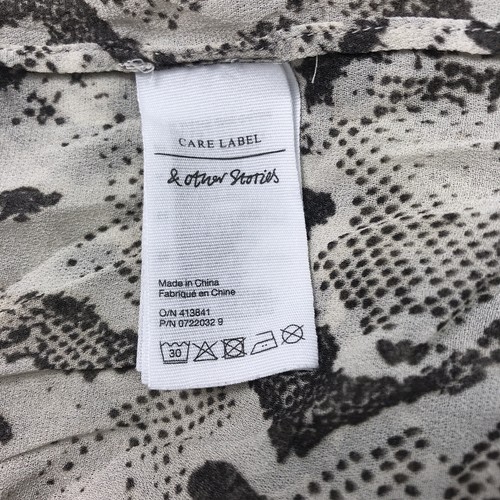 CARE LABEL
& other Stories
Made in China
Fabriqué en Chine
O/N 413841
P/N 0722032 9
30